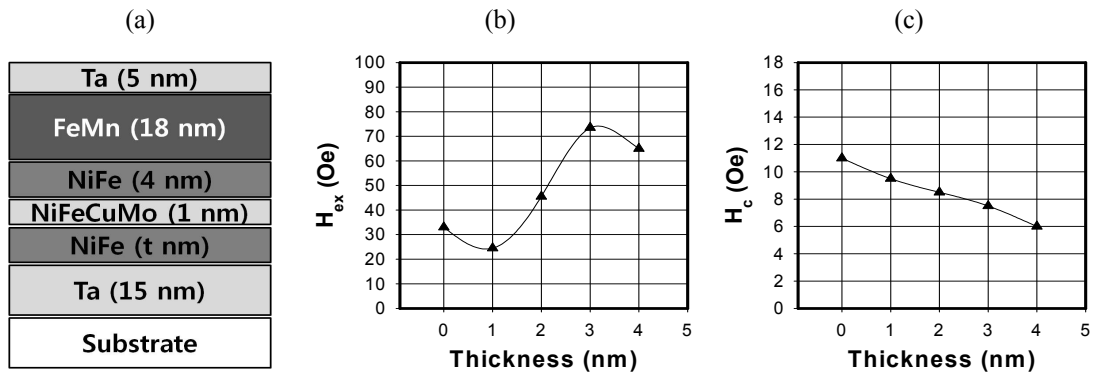 (a)
Ta (5 nm)
FeMn (18 nm)
NiFe (4 nm)
NiFeCuMo (1 nm)
NiFe (t nm)
Ta (15 nm)
Substrate
(b)
100
90
80
70
60
50
40
30
20
10
0
H_ex (Oe)
0 1 2 3 4 5
Thickness (nm)
(c)
18
16
14
12
10
8
6
4
2
0
H_c (Oe)
0 1 2 3 4 5
Thickness (nm)